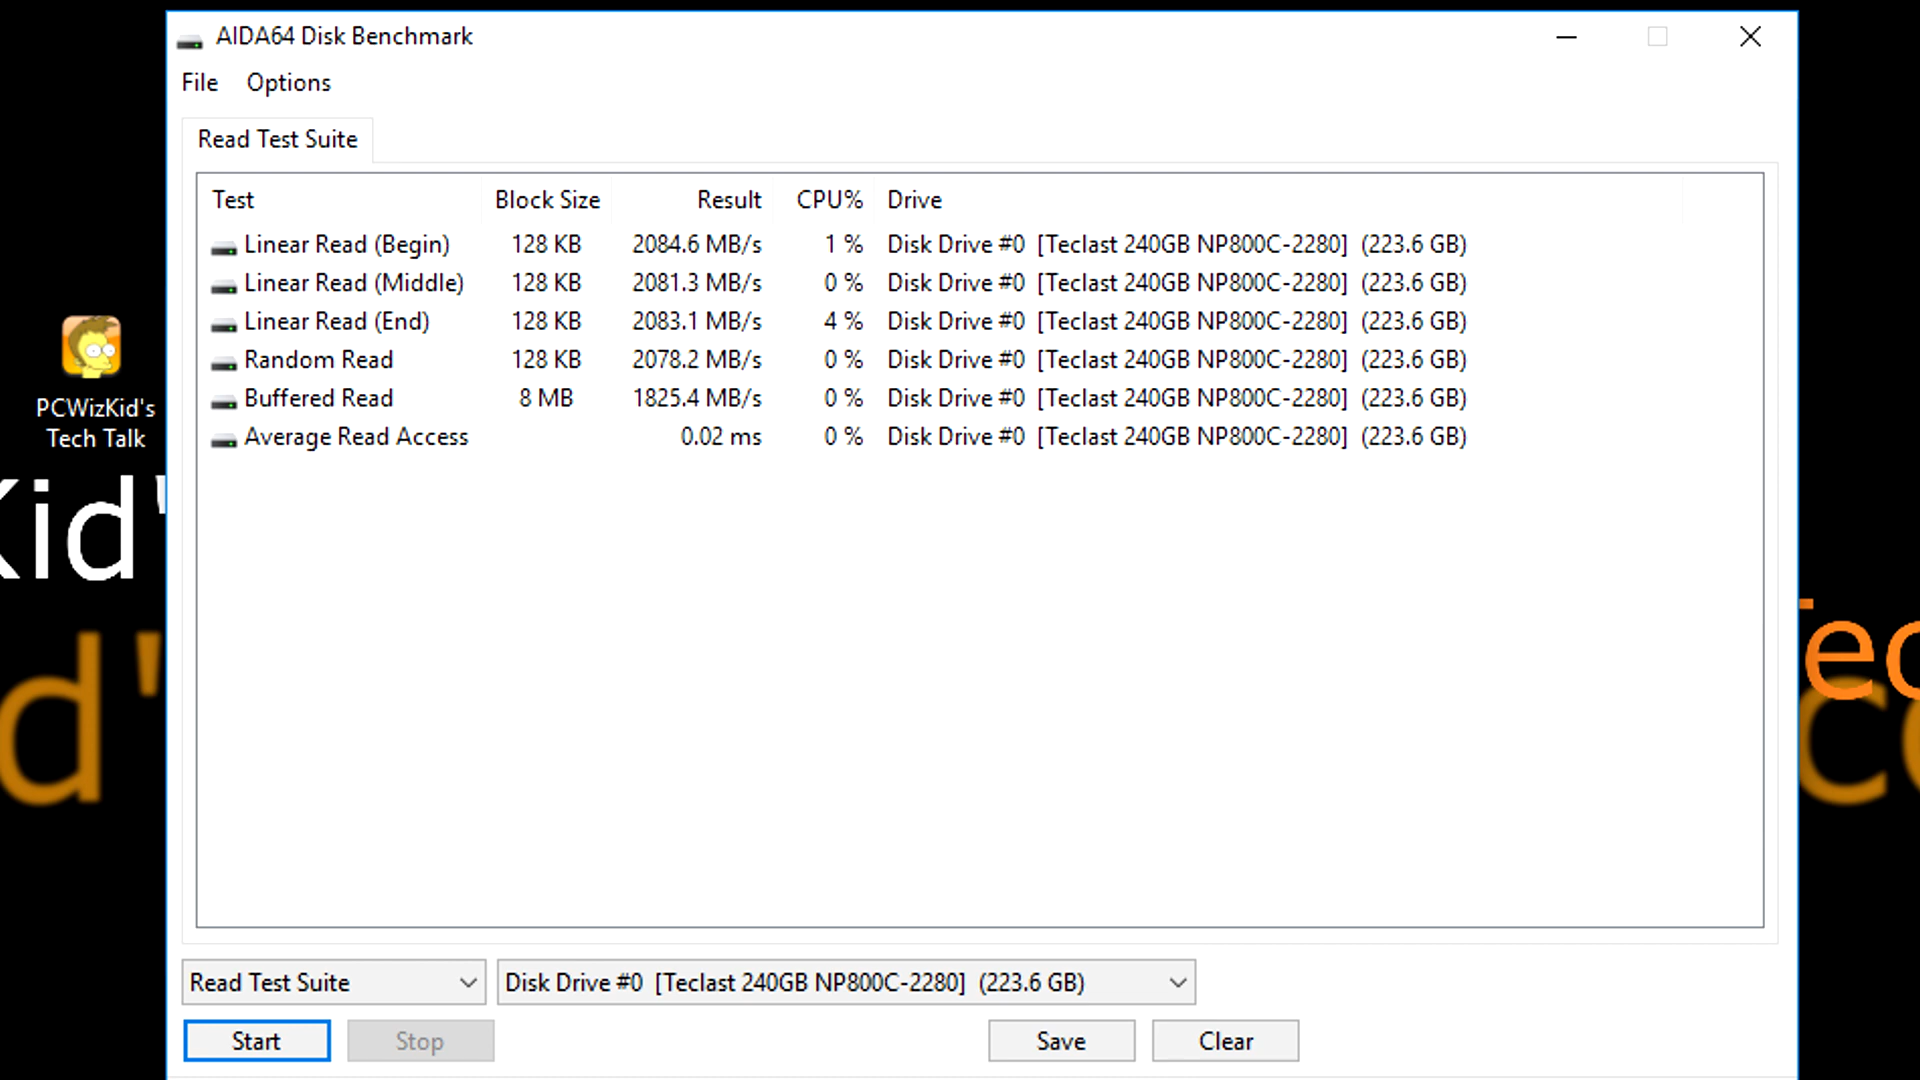 AIDA64 Disk Benchmark
File Options
Read Test Suite
Test Block Size Result CPU% Drive
Linear Read (Begin) 128 KB 2084.6 MB/s 1 % Disk Drive #0 [Teclast 240GB NP800C-2280] (223.6 GB)
Linear Read (Middle) 128 KB 2081.3 MB/s 0 % Disk Drive #0 [Teclast 240GB NP800C-2280] (223.6 GB)
Linear Read (End) 128 KB 2083.1 MB/s 4 % Disk Drive #0 [Teclast 240GB NP800C-2280] (223.6 GB)
Random Read 128 KB 2078.2 MB/s 0 % Disk Drive #0 [Teclast 240GB NP800C-2280] (223.6 GB)
Buffered Read 8 MB 1825.4 MB/s 0 % Disk Drive #0 [Teclast 240GB NP800C-2280] (223.6 GB)
Average Read Access 0.02 ms 0 % Disk Drive #0 [Teclast 240GB NP800C-2280] (223.6 GB)
PCWizKid's
Tech Talk
Kid'
d'
Tec
co
Read Test Suite Disk Drive #0 [Teclast 240GB NP800C-2280] (223.6 GB)
Start Stop Save Clear